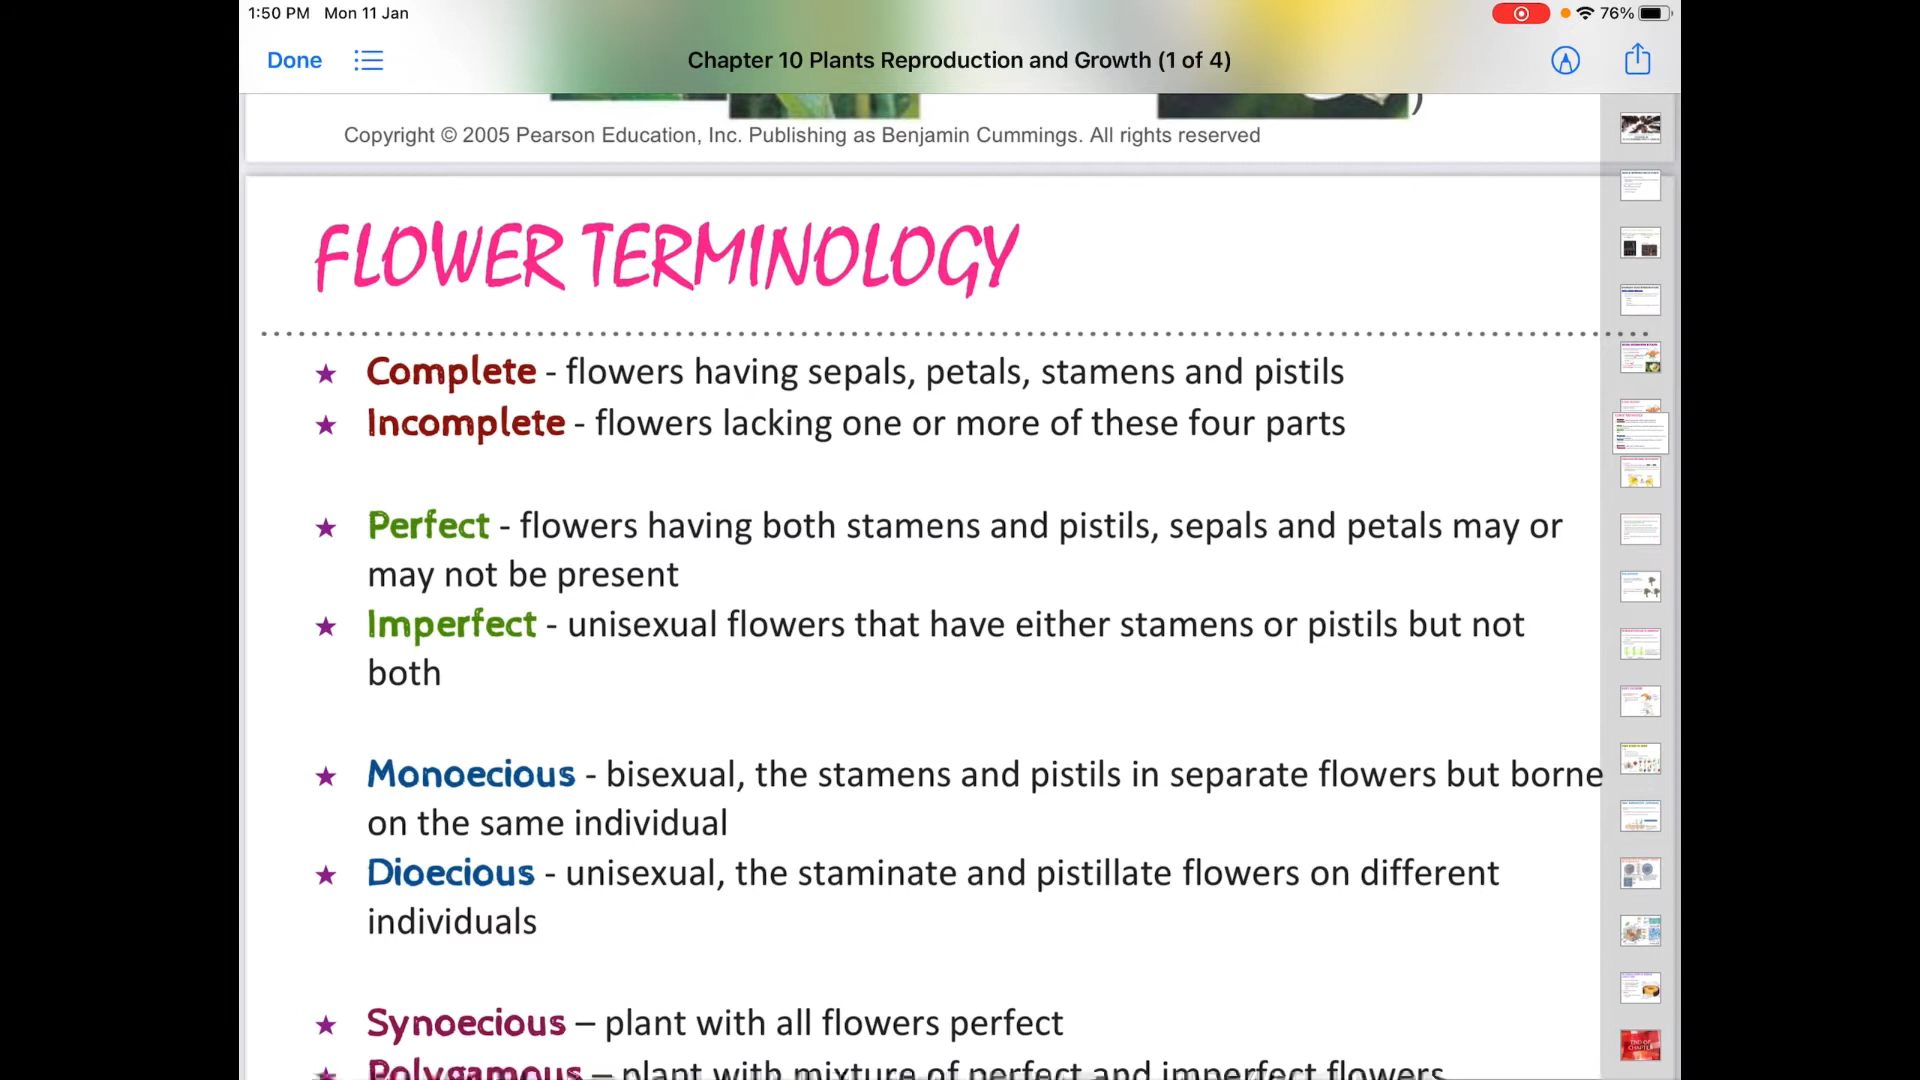 1:50 PM Mon 11 Jan
76%
Done
Chapter 10 Plants Reproduction and Growth (1 of 4)
)
Copyright © 2005 Pearson Education, Inc. Publishing as Benjamin Cummings. All rights reserved
FLOWER TERMINOLOGY
★ Complete - flowers having sepals, petals, stamens and pistils
★ Incomplete - flowers lacking one or more of these four parts
★ Perfect - flowers having both stamens and pistils, sepals and petals may or
may not be present
★ Imperfect - unisexual flowers that have either stamens or pistils but not
both
★ Monoecious - bisexual, the stamens and pistils in separate flowers but borne
on the same individual
★ Dioecious - unisexual, the staminate and pistillate flowers on different
individuals
★ Synoecious – plant with all flowers perfect
★ Polygamous – plant with mixture of perfect and imperfect flowers
END OF
CHAPTER